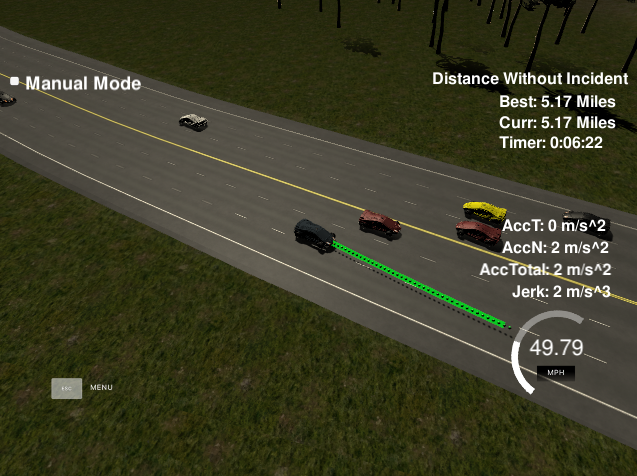 Manual Mode
Distance Without Incident
Best: 5.17 Miles
Curr: 5.17 Miles
Timer: 0:06:22
AccT: 0 m/s^2
AccN: 2 m/s^2
AccTotal: 2 m/s^2
Jerk: 2 m/s^3
49.79
MPH
ESC
MENU